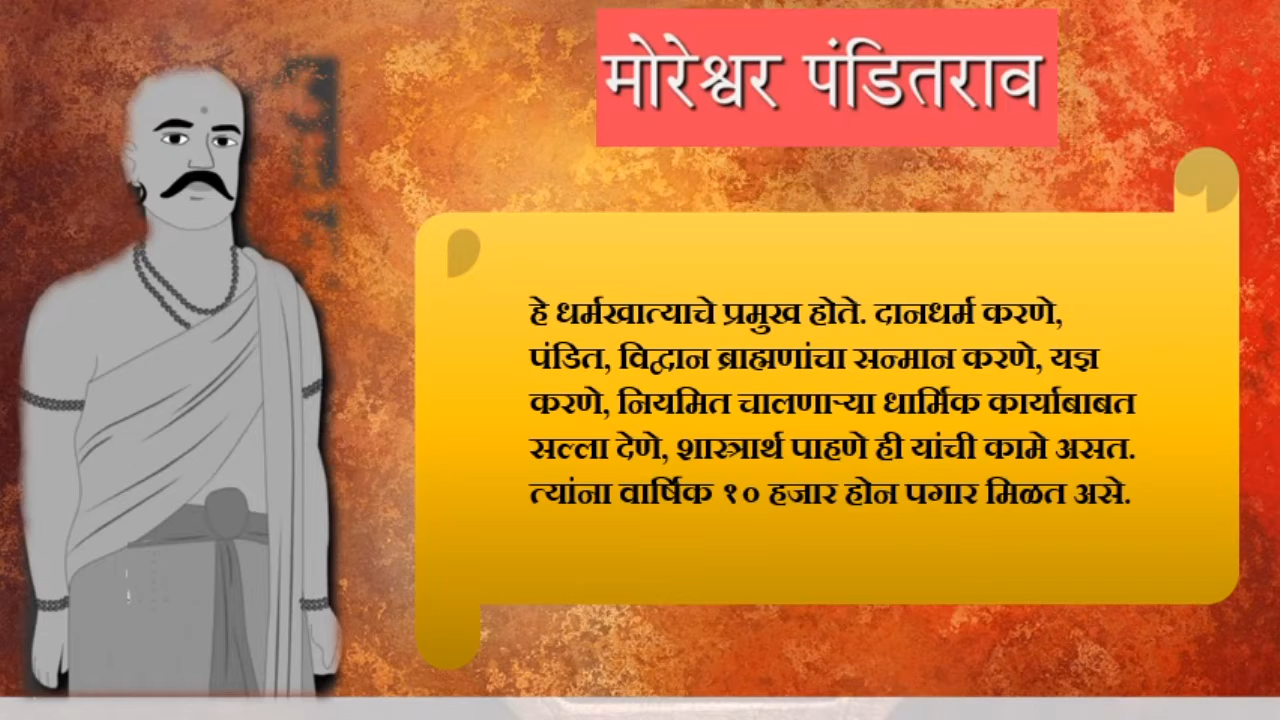 मोरेश्वर पंडितराव
हे धर्मखात्याचे प्रमुख होते. दानधर्म करणे,
पंडित, विद्वान ब्राह्मणांचा सन्मान करणे, यज्ञ
करणे, नियमित चालणाऱ्या धार्मिक कार्याबाबत
सल्ला देणे, शास्त्रार्थ पाहणे ही यांची कामे असत.
त्यांना वार्षिक १० हजार होन पगार मिळत असे.